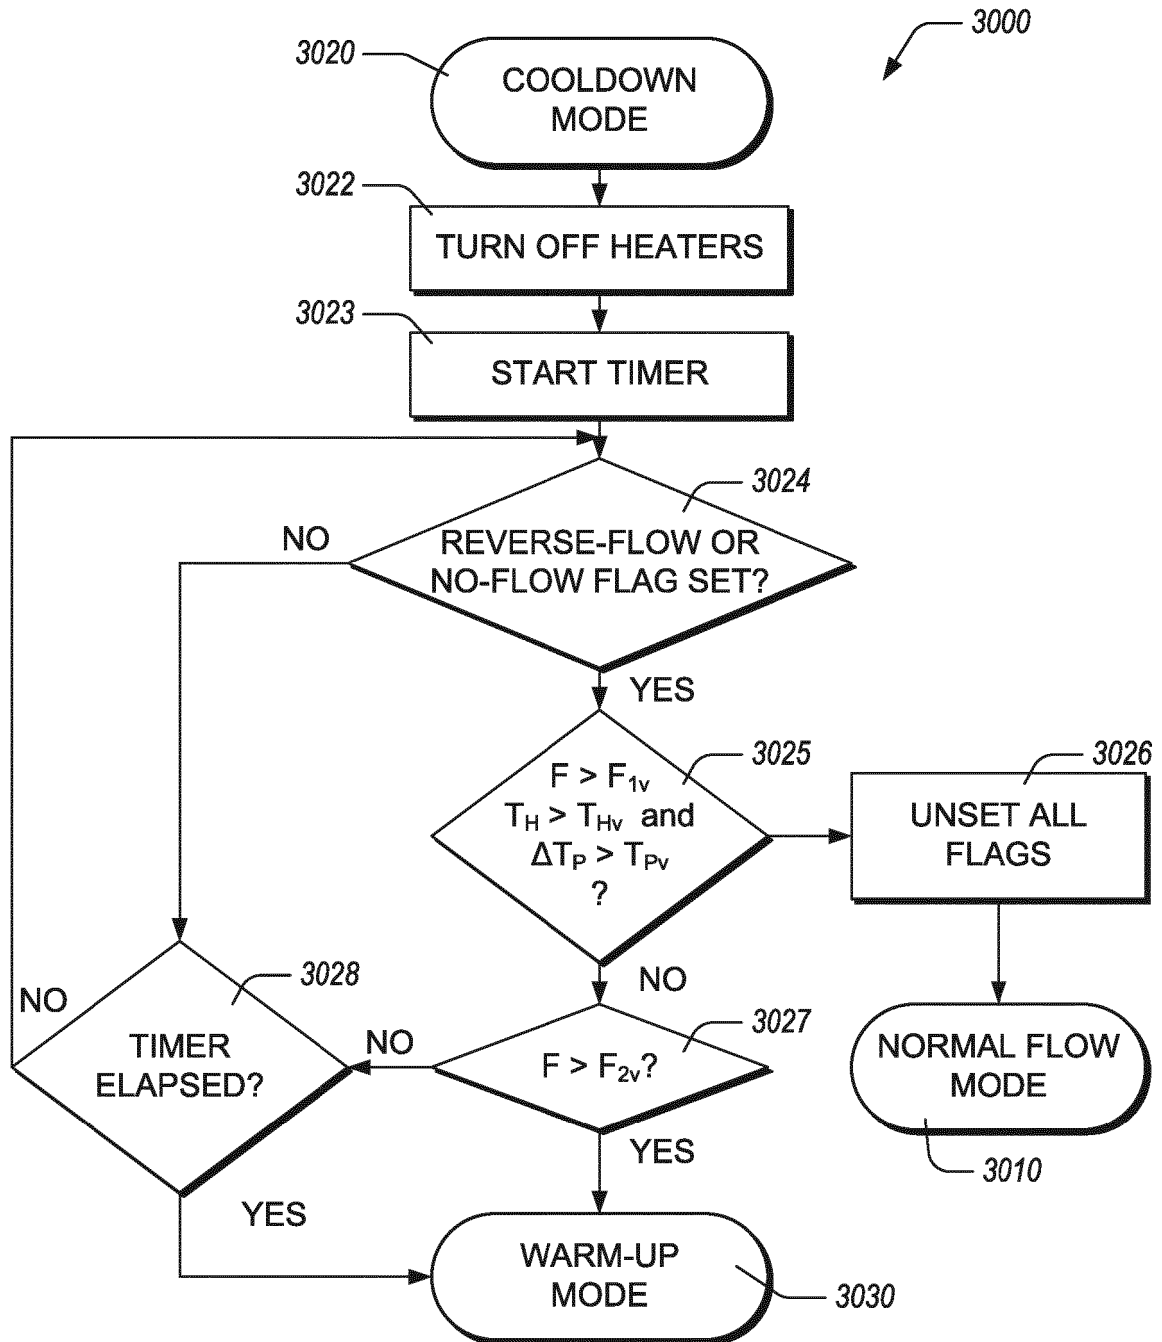 3000
3020
COOLDOWN
MODE
3022
TURN OFF HEATERS
3023
START TIMER
3024
NO
REVERSE-FLOW OR
NO-FLOW FLAG SET?
YES
3025
F > F1v
TH > THv and
ΔTP > TPv
?
3026
UNSET ALL
FLAGS
NO
3028
NO
TIMER
ELAPSED?
NO
3027
F > F2v?
NORMAL FLOW
MODE
3010
YES
YES
WARM-UP
MODE
3030